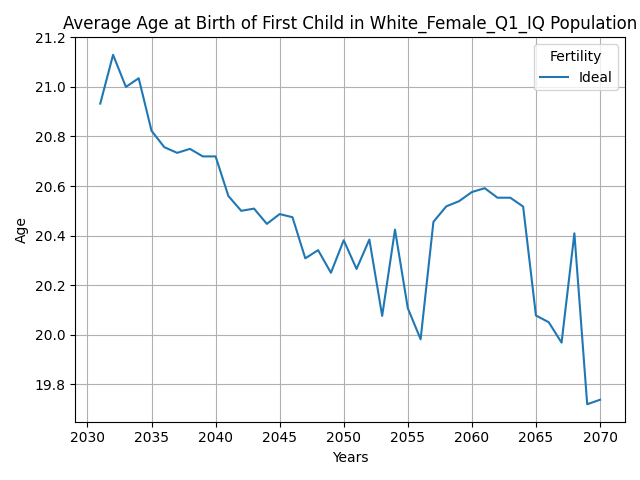 Average Age at Birth of First Child in White_Female_Q1_IQ Population
Fertility
Ideal
21.2
21.0
20.8
20.6
20.4
20.2
20.0
19.8
Age
2030 2035 2040 2045 2050 2055 2060 2065 2070
Years